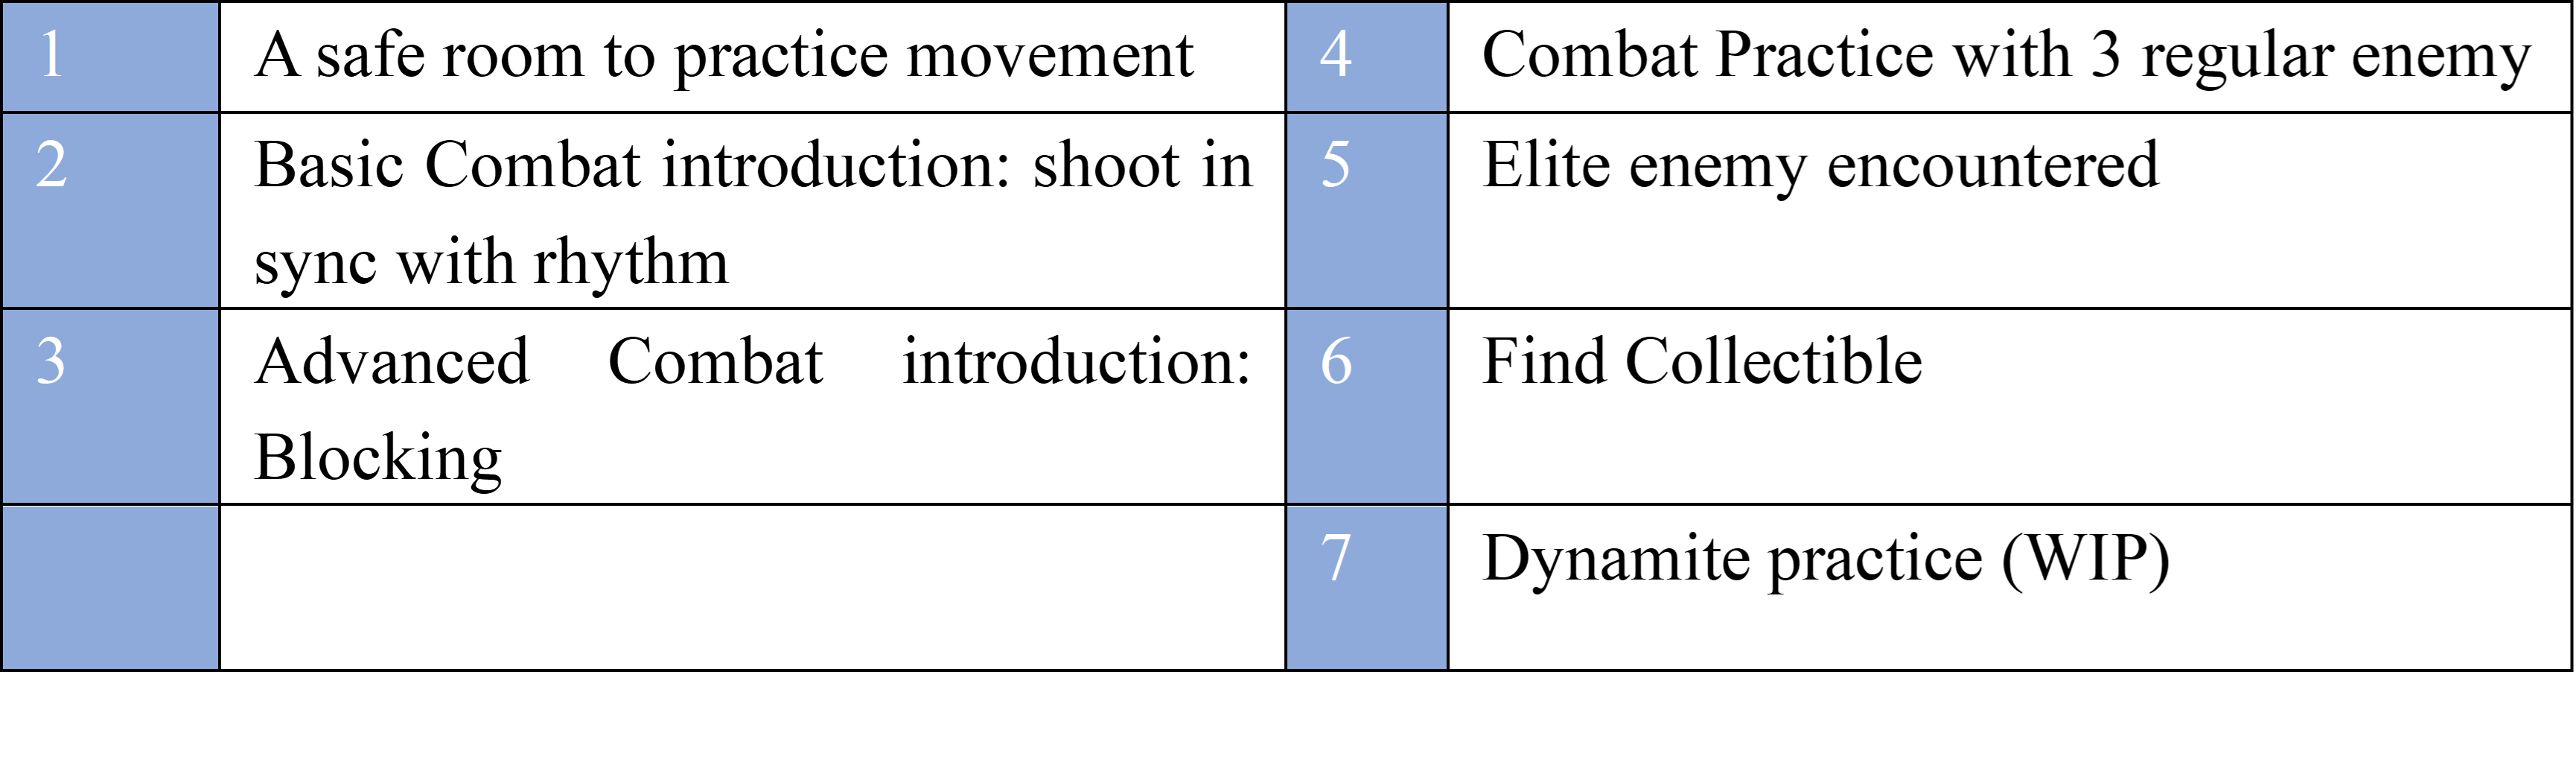 1 A safe room to practice movement 4 Combat Practice with 3 regular enemy
2 Basic Combat introduction: shoot in 5 Elite enemy encountered
sync with rhythm
3 Advanced Combat introduction: 6 Find Collectible
Blocking
7 Dynamite practice (WIP)